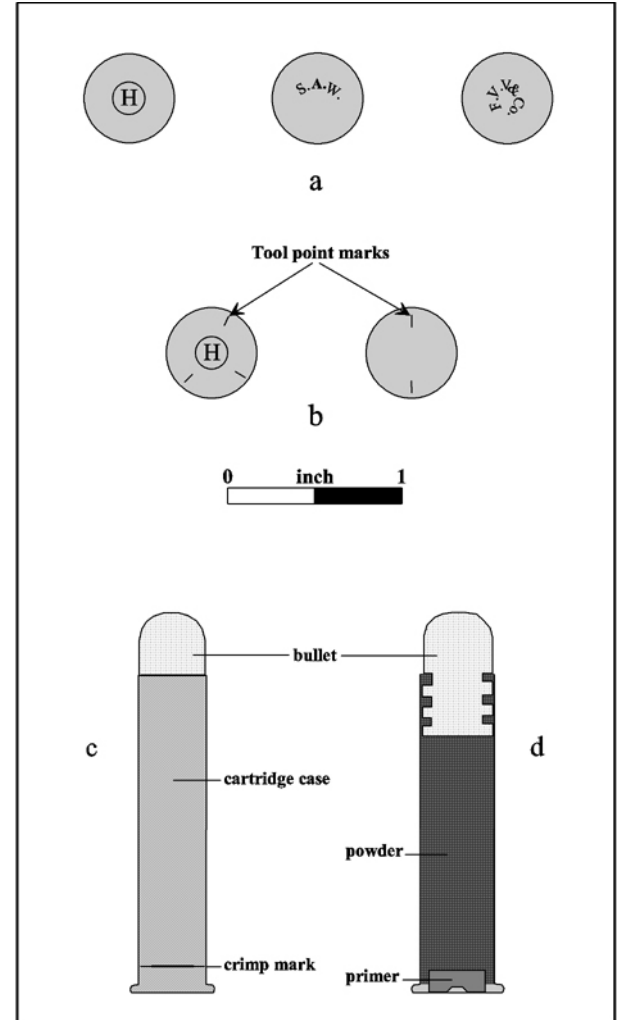 H
S.A.W.
F.V.V& Co.
a
Tool point marks
H
b
0 inch 1
bullet
c
d
cartridge case
powder
crimp mark
primer